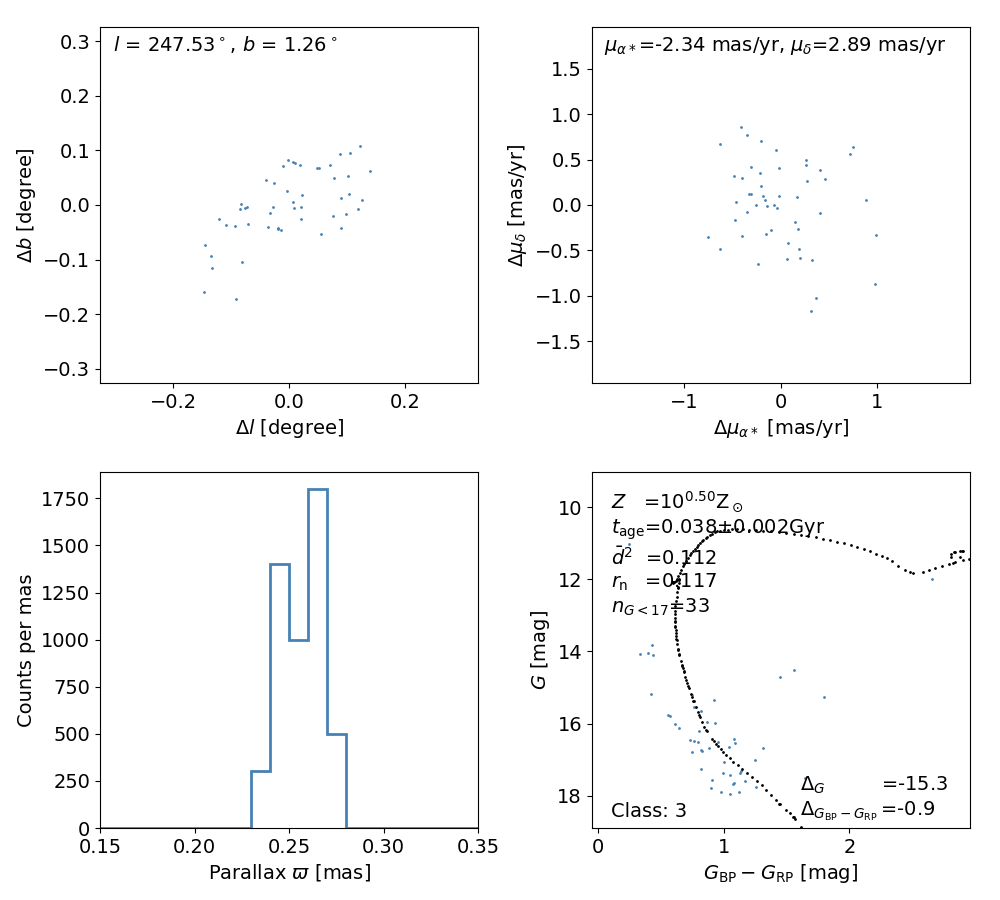 l = 247.53°, b = 1.26°
0.3
0.2
0.1
0.0
−0.1
−0.2
−0.3
Δb [degree]
−0.2 0.0 0.2
Δl [degree]
μα*=-2.34 mas/yr, μδ=2.89 mas/yr
1.5
1.0
0.5
0.0
−0.5
−1.0
−1.5
Δμδ [mas/yr]
−1 0 1
Δμα* [mas/yr]
1750
1500
1250
1000
750
500
250
0
Counts per mas
0.15 0.20 0.25 0.30 0.35
Parallax ϖ [mas]
Z =10^0.50 Z⊙
t_age=0.038±0.002Gyr
d̄² =0.112
r_n =0.117
n_G<17=33
10
12
14
16
18
G [mag]
Δ_G =-15.3
Δ_GBP−GRP =-0.9
Class: 3
0 1 2
G_BP − G_RP [mag]